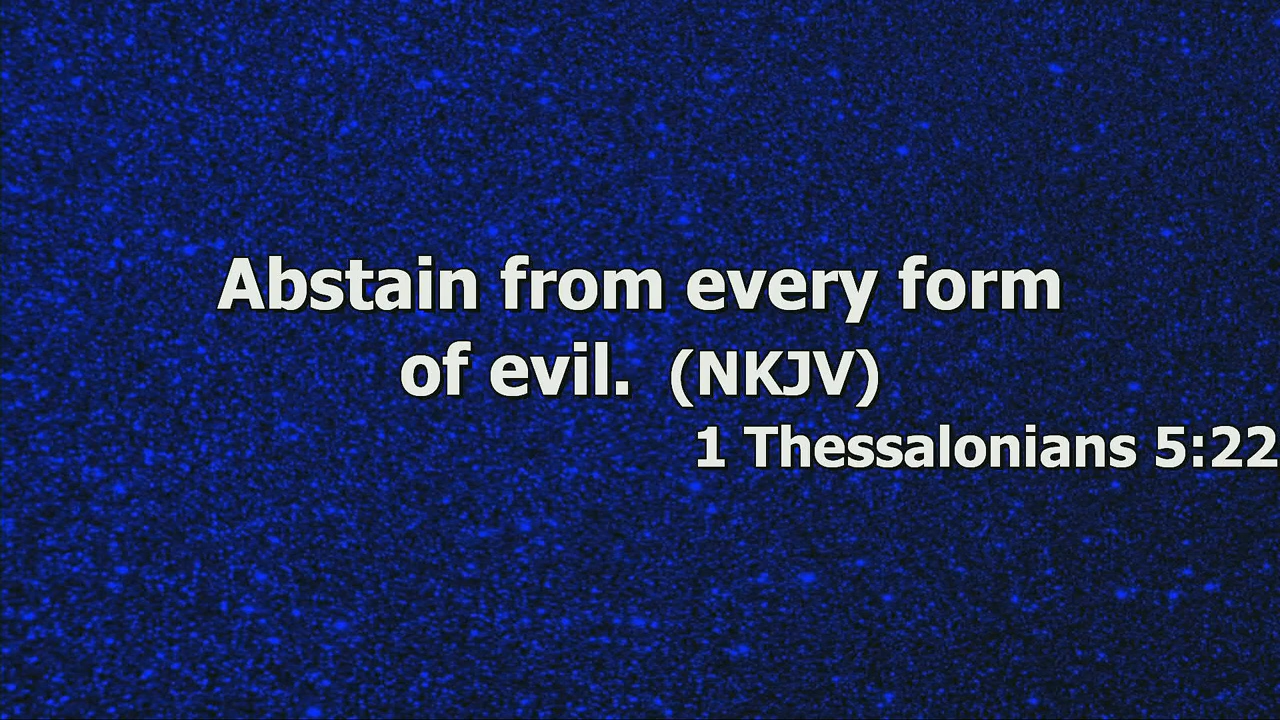 Abstain from every form
of evil. (NKJV)
1 Thessalonians 5:22